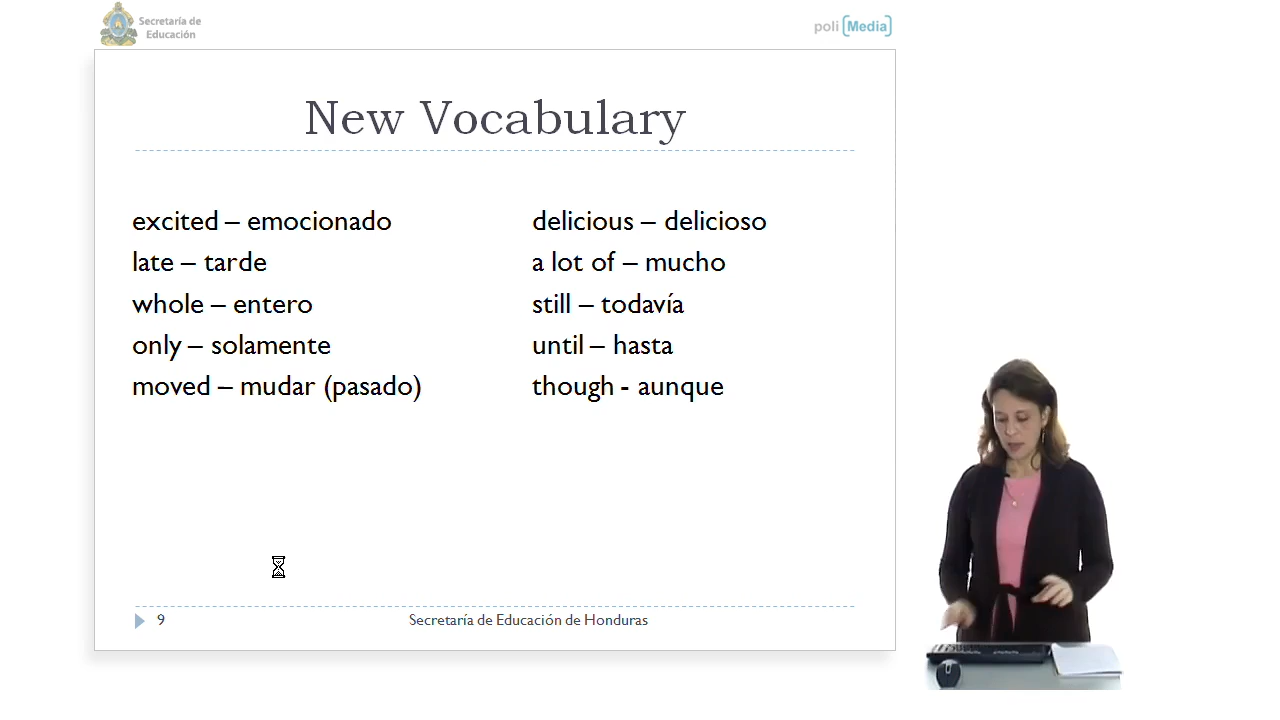 Secretaría de
Educación
poli [Media]
New Vocabulary
excited – emocionado
late – tarde
whole – entero
only – solamente
moved – mudar (pasado)
delicious – delicioso
a lot of – mucho
still – todavía
until – hasta
though - aunque
9
Secretaría de Educación de Honduras